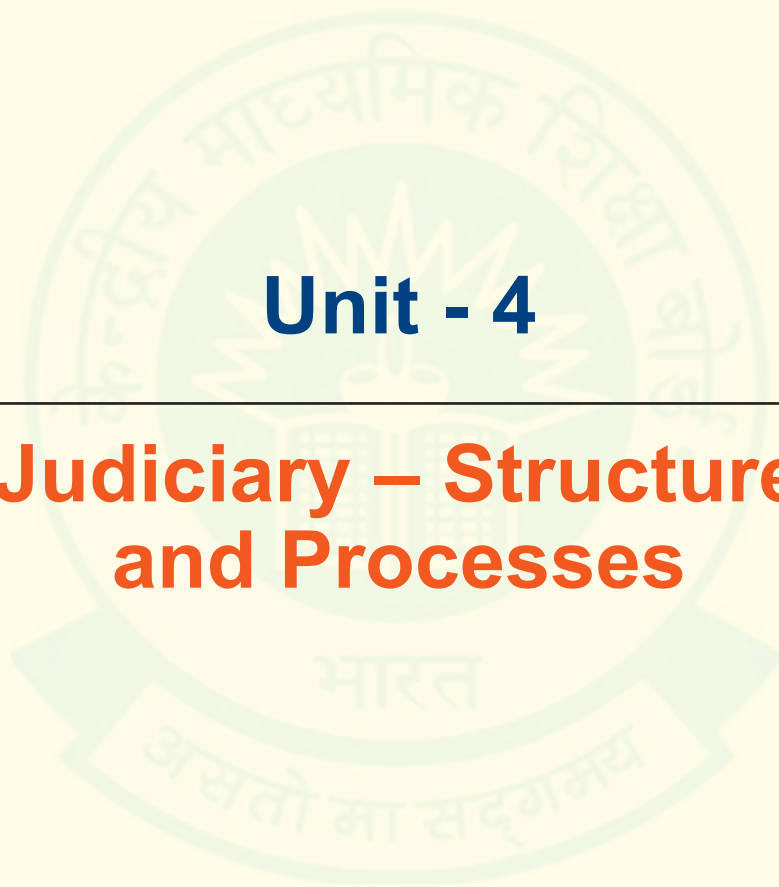 केन्द्रीय माध्यमिक शिक्षा बोर्ड
Unit - 4
Judiciary – Structure
and Processes
भारत
असतो मा सद्गमय